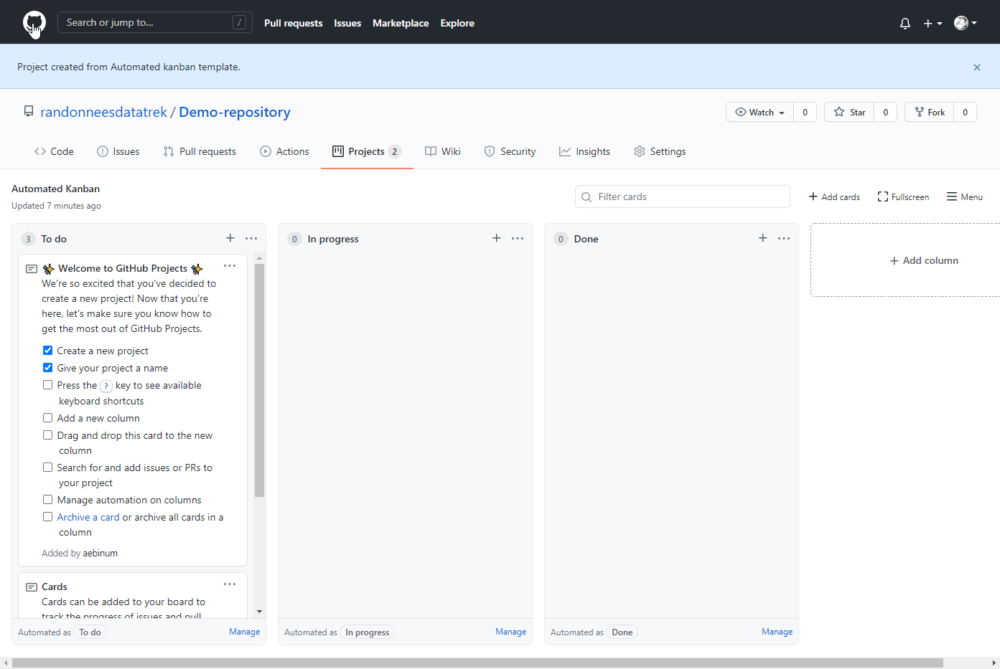 Search or jump to... /
Pull requests Issues Marketplace Explore
Project created from Automated kanban template.
randonneesdatatrek / Demo-repository
Watch 0 Star 0 Fork 0
Code Issues Pull requests Actions Projects 2 Wiki Security Insights Settings
Automated Kanban
Updated 7 minutes ago
Filter cards
Add cards Fullscreen Menu
3 To do
Welcome to GitHub Projects
We're so excited that you've decided to
create a new project! Now that you're
here, let's make sure you know how to
get the most out of GitHub Projects.
Create a new project
Give your project a name
Press the ? key to see available
keyboard shortcuts
Add a new column
Drag and drop this card to the new
column
Search for and add issues or PRs to
your project
Manage automation on columns
Archive a card or archive all cards in a
column
Added by aebinum
Cards
Cards can be added to your board to
track the progress of issues and pull
Automated as To do Manage
0 In progress
Automated as In progress Manage
0 Done
Automated as Done Manage
Add column